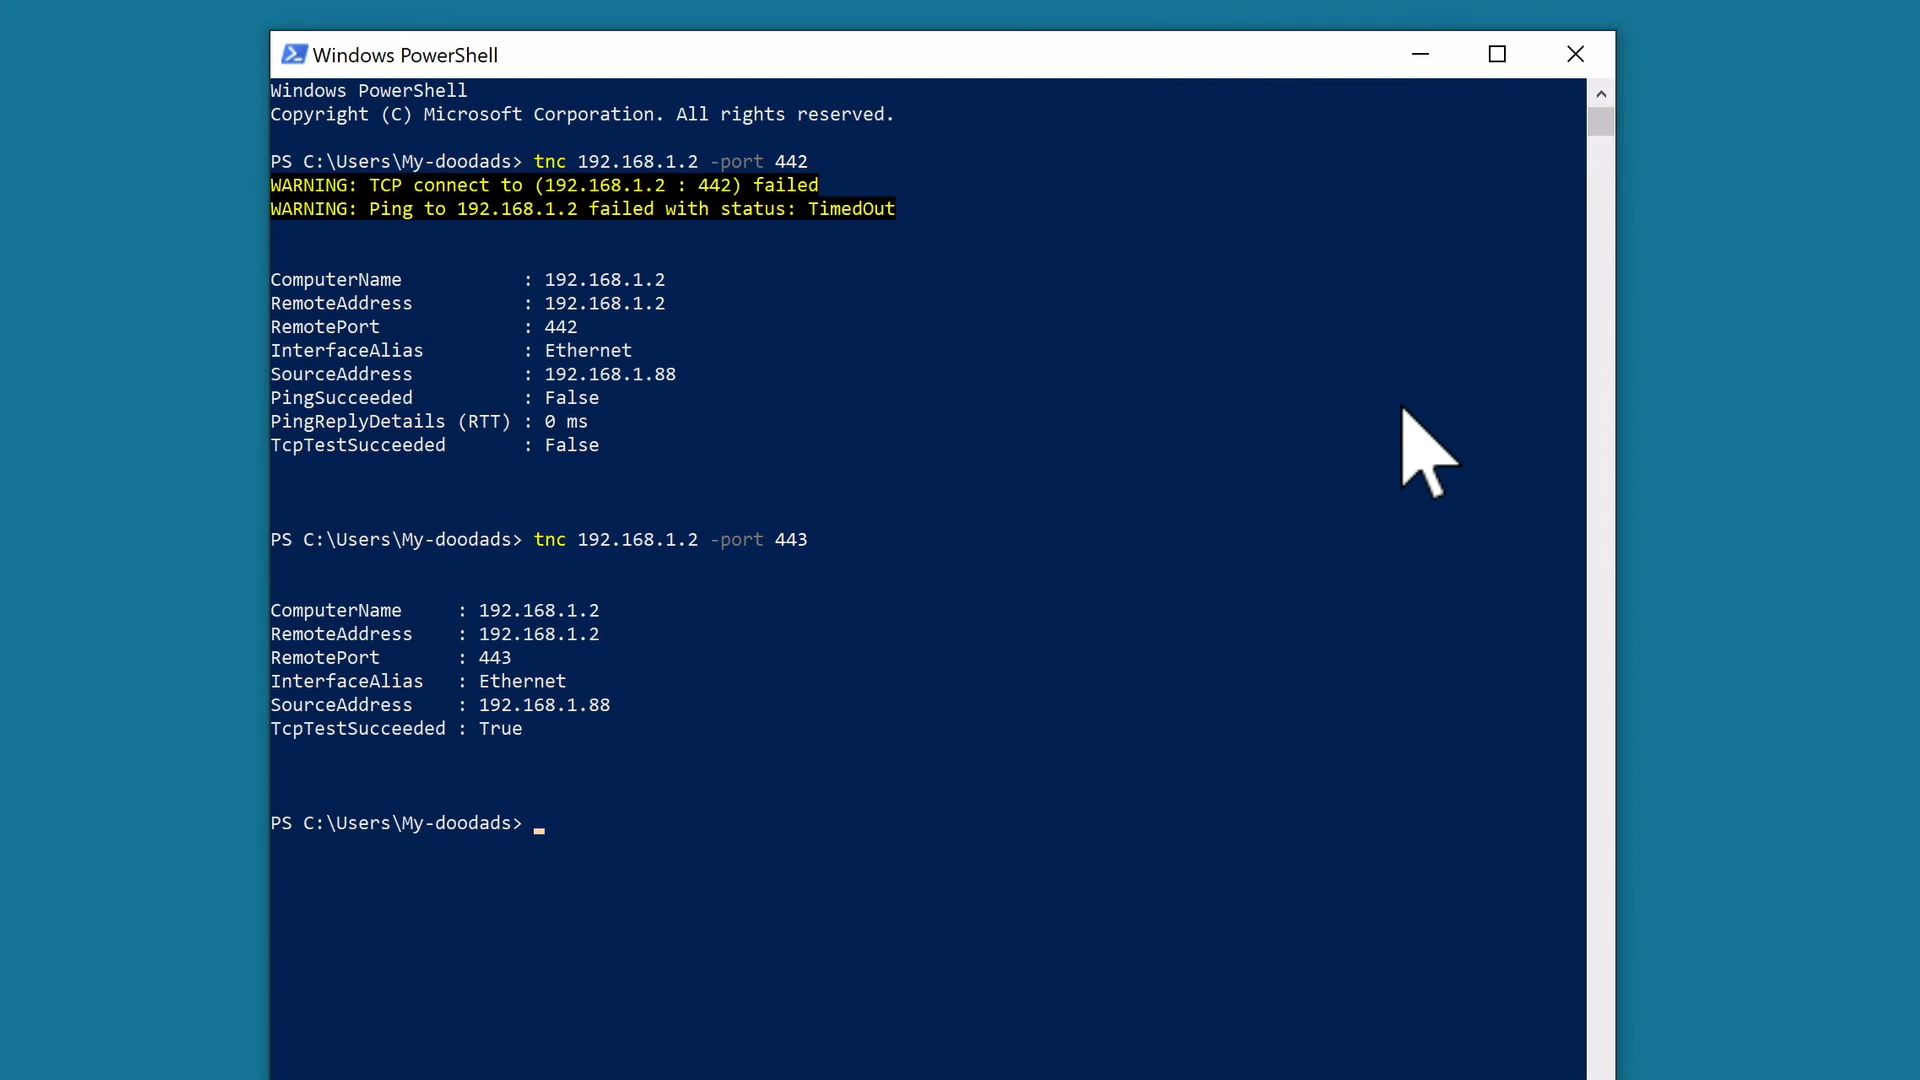 Windows PowerShell
Windows PowerShell
Copyright (C) Microsoft Corporation. All rights reserved.
PS C:\Users\My-doodads> tnc 192.168.1.2 -port 442
WARNING: TCP connect to (192.168.1.2 : 442) failed
WARNING: Ping to 192.168.1.2 failed with status: TimedOut
ComputerName : 192.168.1.2
RemoteAddress : 192.168.1.2
RemotePort : 442
InterfaceAlias : Ethernet
SourceAddress : 192.168.1.88
PingSucceeded : False
PingReplyDetails (RTT) : 0 ms
TcpTestSucceeded : False
PS C:\Users\My-doodads> tnc 192.168.1.2 -port 443
ComputerName : 192.168.1.2
RemoteAddress : 192.168.1.2
RemotePort : 443
InterfaceAlias : Ethernet
SourceAddress : 192.168.1.88
TcpTestSucceeded : True
PS C:\Users\My-doodads>